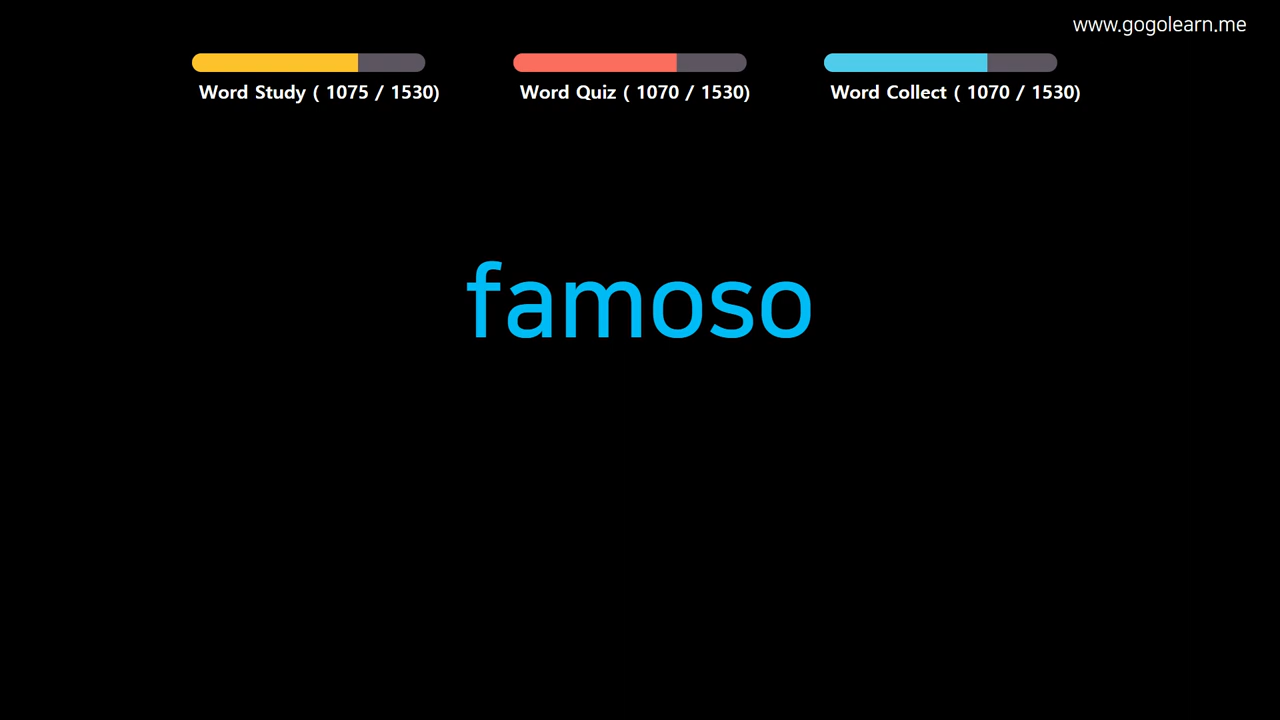 www.gogolearn.me
Word Study ( 1075 / 1530)
Word Quiz ( 1070 / 1530)
Word Collect ( 1070 / 1530)
famoso